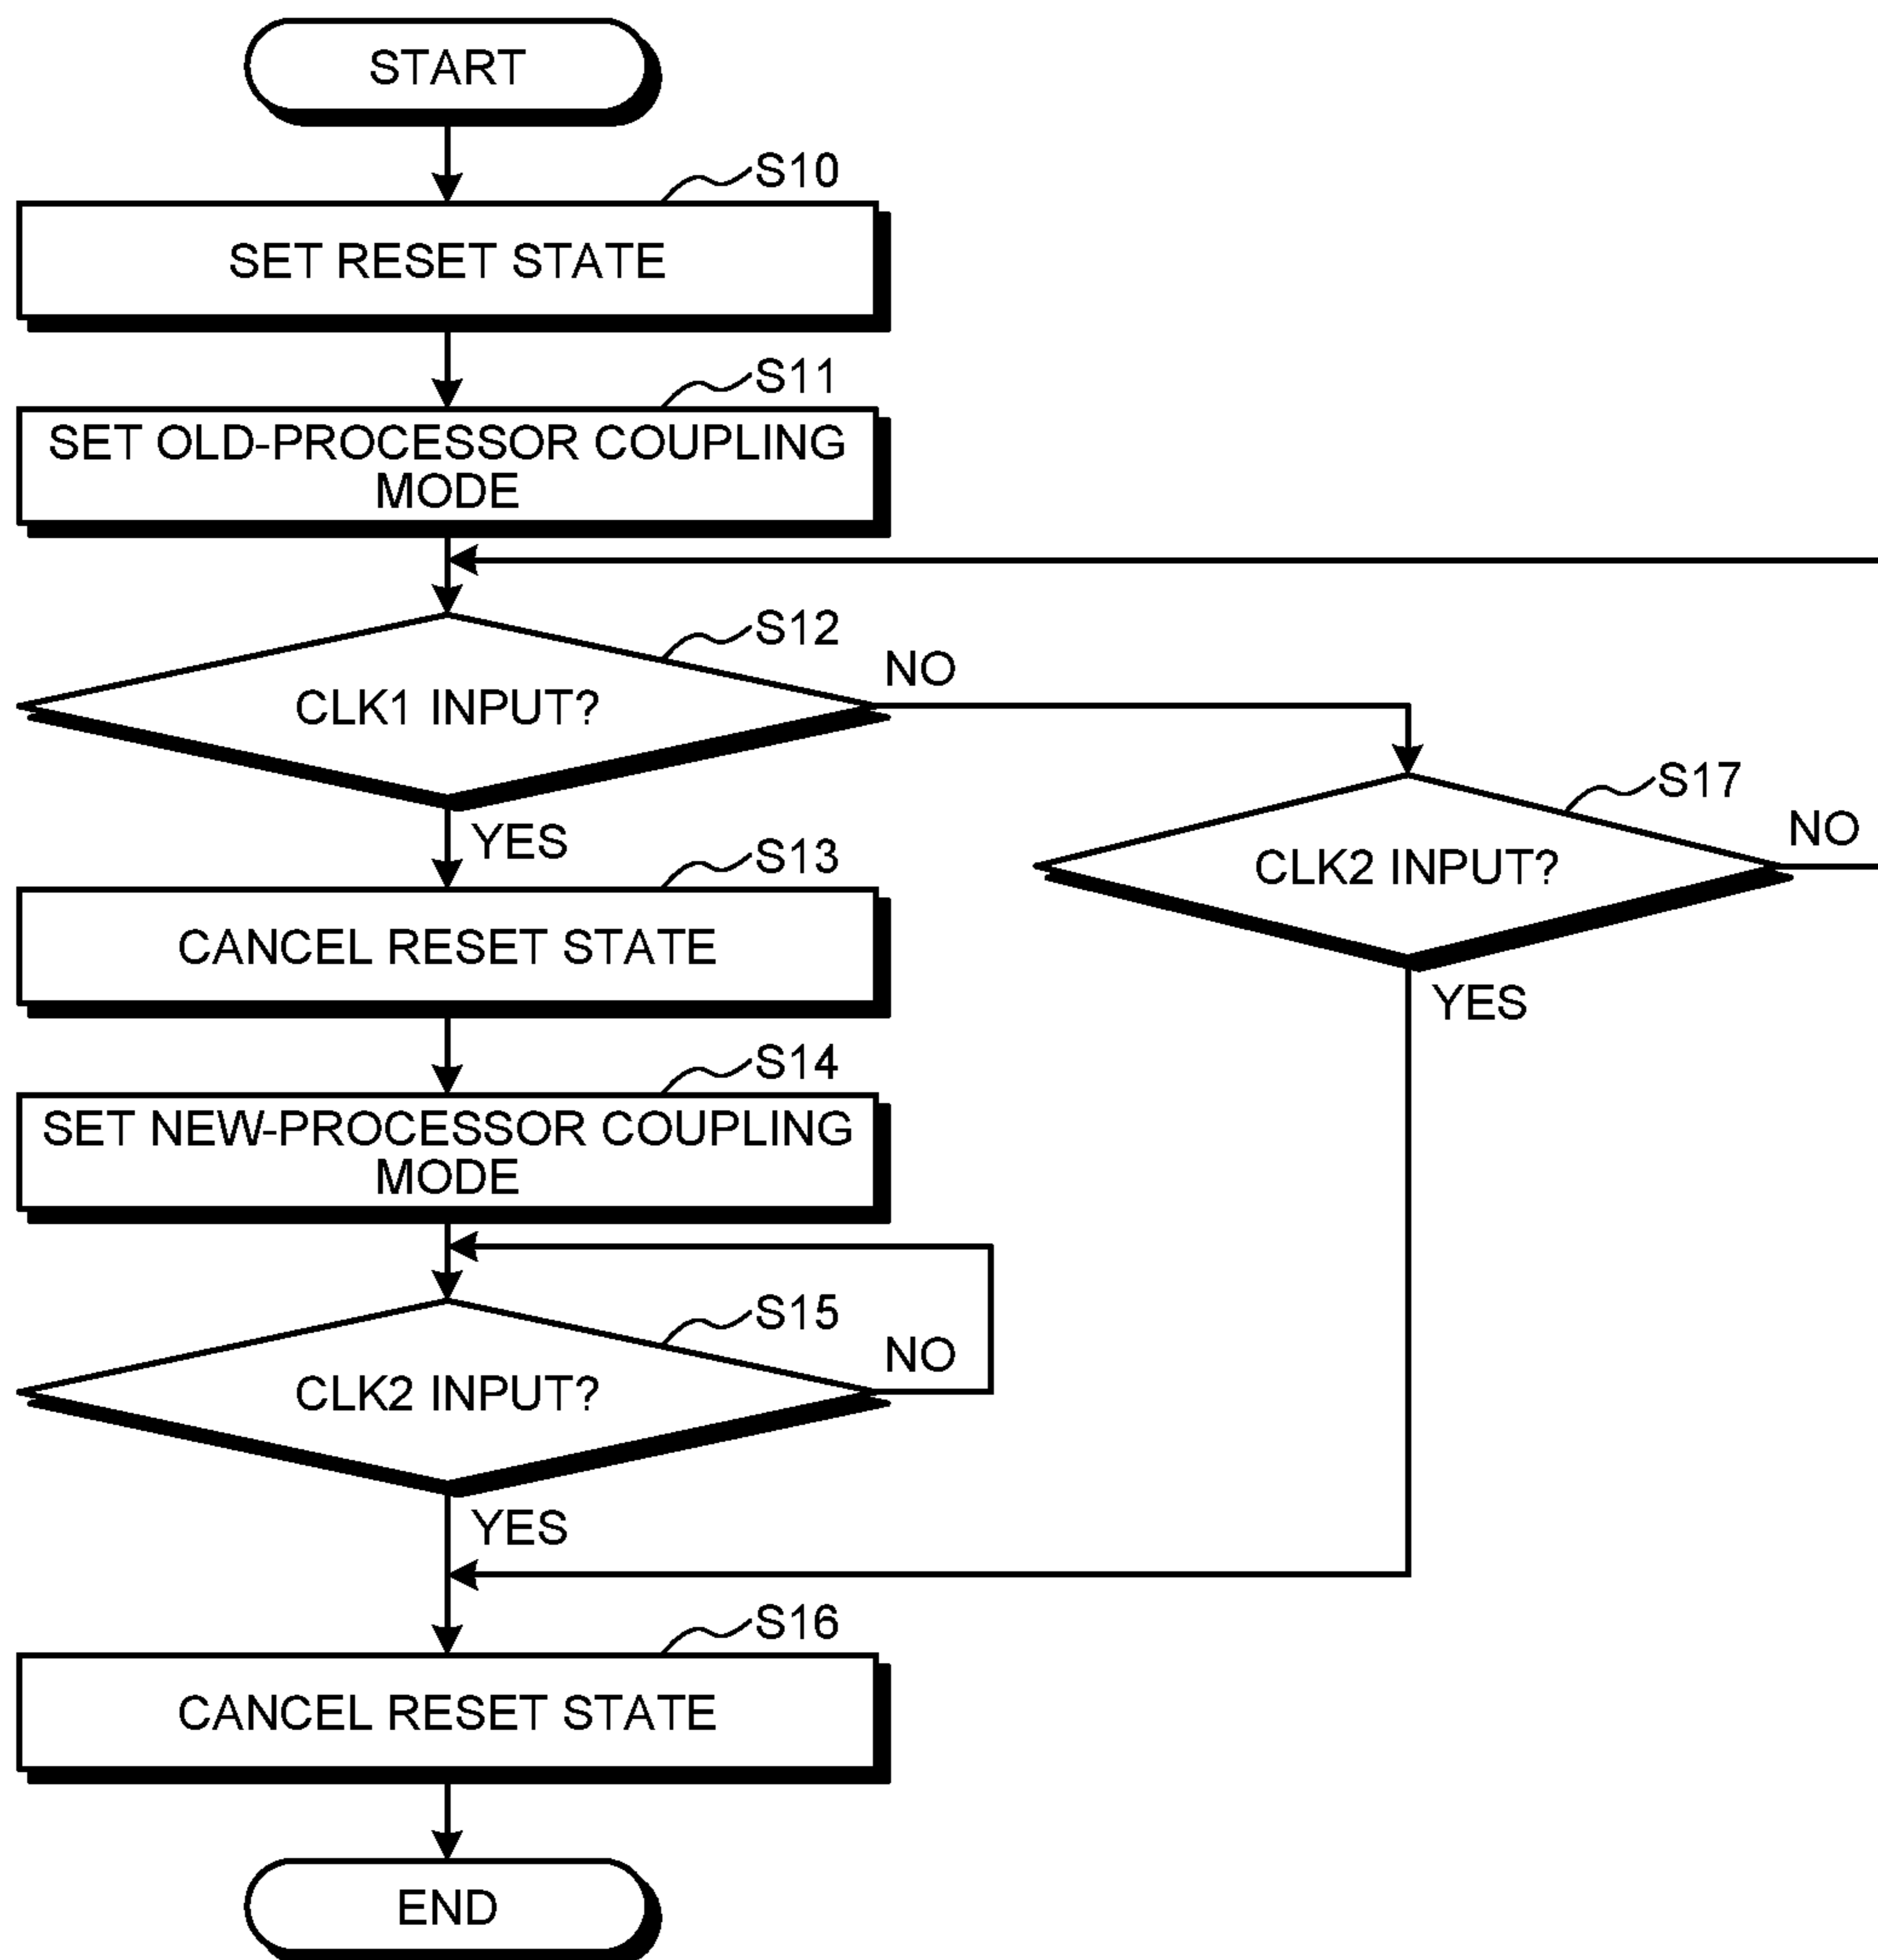 START
S10
SET RESET STATE
S11
SET OLD-PROCESSOR COUPLING
MODE
S12
CLK1 INPUT?
NO
YES
S17
CLK2 INPUT?
NO
YES
S13
CANCEL RESET STATE
S14
SET NEW-PROCESSOR COUPLING
MODE
S15
CLK2 INPUT?
NO
YES
S16
CANCEL RESET STATE
END